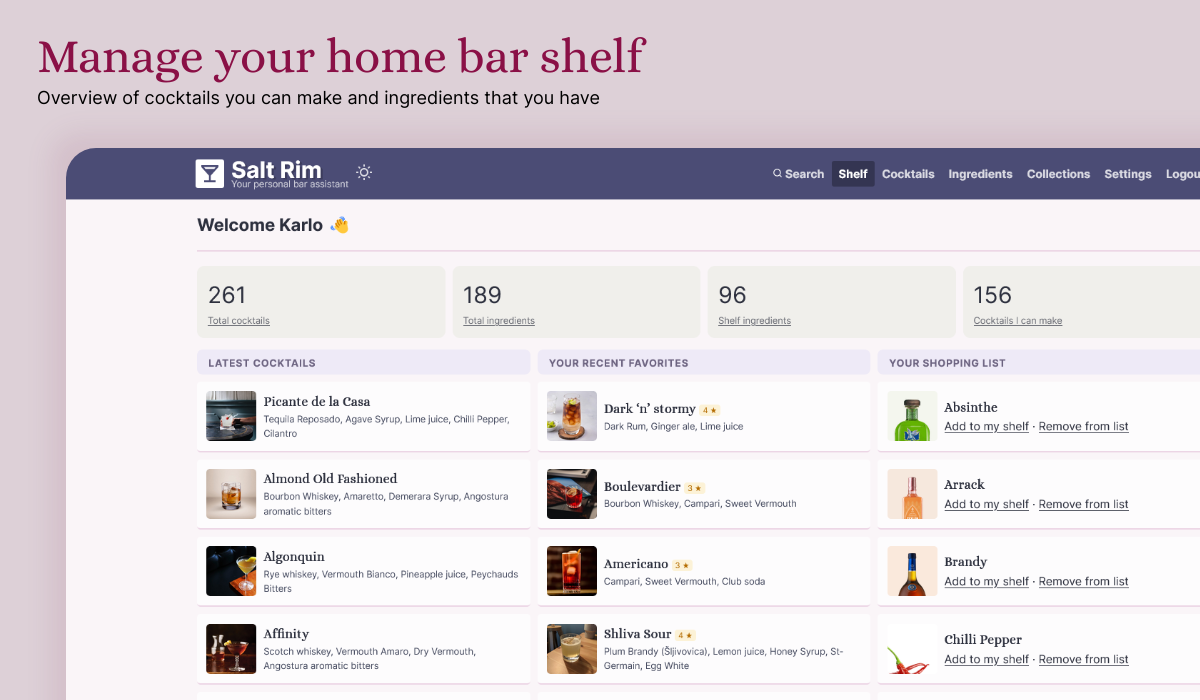 Manage your home bar shelf
Overview of cocktails you can make and ingredients that you have
Salt Rim
Your personal bar assistant
Search
Shelf
Cocktails
Ingredients
Collections
Settings
Logou
Welcome Karlo 👋
261
Total cocktails
189
Total ingredients
96
Shelf ingredients
156
Cocktails I can make
LATEST COCKTAILS
Picante de la Casa
Tequila Reposado, Agave Syrup, Lime juice, Chilli Pepper,
Cilantro
Almond Old Fashioned
Bourbon Whiskey, Amaretto, Demerara Syrup, Angostura
aromatic bitters
Algonquin
Rye whiskey, Vermouth Bianco, Pineapple juice, Peychauds
Bitters
Affinity
Scotch whiskey, Vermouth Amaro, Dry Vermouth,
Angostura aromatic bitters
YOUR RECENT FAVORITES
Dark ‘n’ stormy 4 ★
Dark Rum, Ginger ale, Lime juice
Boulevardier 3 ★
Bourbon Whiskey, Campari, Sweet Vermouth
Americano 3 ★
Campari, Sweet Vermouth, Club soda
Shliva Sour 4 ★
Plum Brandy (Šljivovica), Lemon juice, Honey Syrup, St-
Germain, Egg White
YOUR SHOPPING LIST
Absinthe
Add to my shelf · Remove from list
Arrack
Add to my shelf · Remove from list
Brandy
Add to my shelf · Remove from list
Chilli Pepper
Add to my shelf · Remove from list